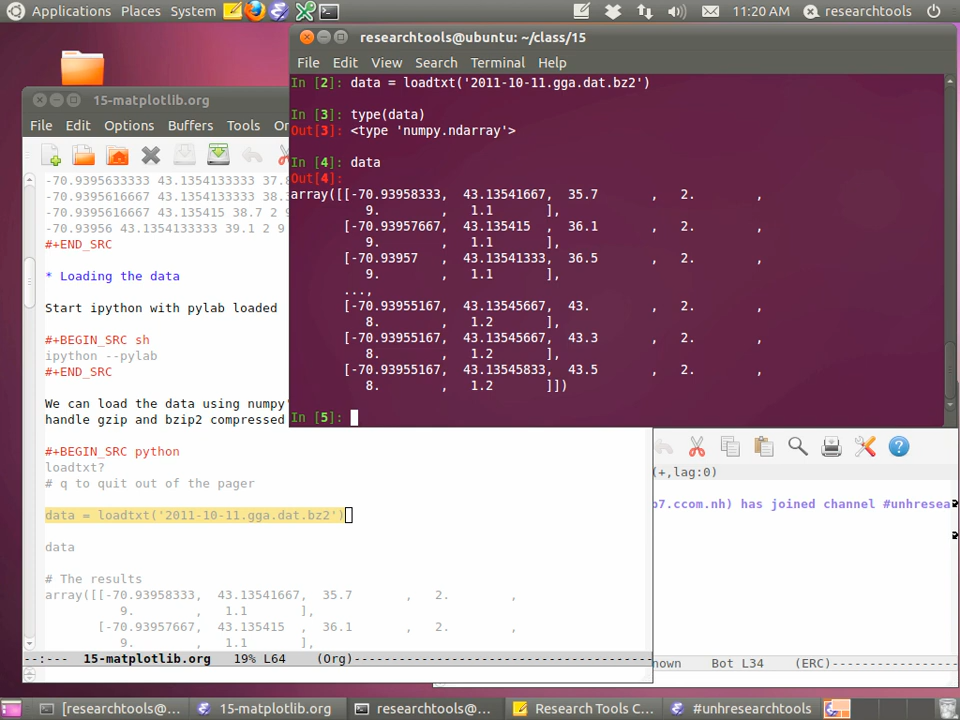 Applications Places System 11:20 AM researchtools
researchtools@ubuntu: ~/class/15
File Edit View Search Terminal Help
In [2]: data = loadtxt('2011-10-11.gga.dat.bz2')
In [3]: type(data)
Out[3]: <type 'numpy.ndarray'>
In [4]: data
Out[4]:
array([[-70.93958333, 43.13541667, 35.7 , 2. ,
9. , 1.1 ],
[-70.93957667, 43.135415 , 36.1 , 2. ,
9. , 1.1 ],
[-70.93957 , 43.13541333, 36.5 , 2. ,
9. , 1.1 ],
...,
[-70.93955167, 43.13545667, 43. , 2. ,
8. , 1.2 ],
[-70.93955167, 43.13545667, 43.3 , 2. ,
8. , 1.2 ],
[-70.93955167, 43.13545833, 43.5 , 2. ,
8. , 1.2 ]])
In [5]:
15-matplotlib.org
File Edit Options Buffers Tools Or
-70.9395633333 43.1354133333 37.8
-70.9395616667 43.1354133333 38.
-70.9395616667 43.135415 38.7 2 9
-70.93956 43.1354133333 39.1 2 9
#+END_SRC
* Loading the data
Start ipython with pylab loaded
#+BEGIN_SRC sh
ipython --pylab
#+END_SRC
We can load the data using numpy'
handle gzip and bzip2 compressed
#+BEGIN_SRC python
loadtxt?
# q to quit out of the pager
data = loadtxt('2011-10-11.gga.dat.bz2')
data
# The results
array([[-70.93958333, 43.13541667, 35.7 , 2. ,
9. , 1.1 ],
[-70.93957667, 43.135415 , 36.1 , 2. ,
9. , 1.1 ],
--:--- 15-matplotlib.org 19% L64 (Org)
(+,lag:0)
p7.ccom.nh) has joined channel #unhresea
nown Bot L34 (ERC)
[researchtools@... 15-matplotlib.org researchtools@... Research Tools C... #unhresearchtools